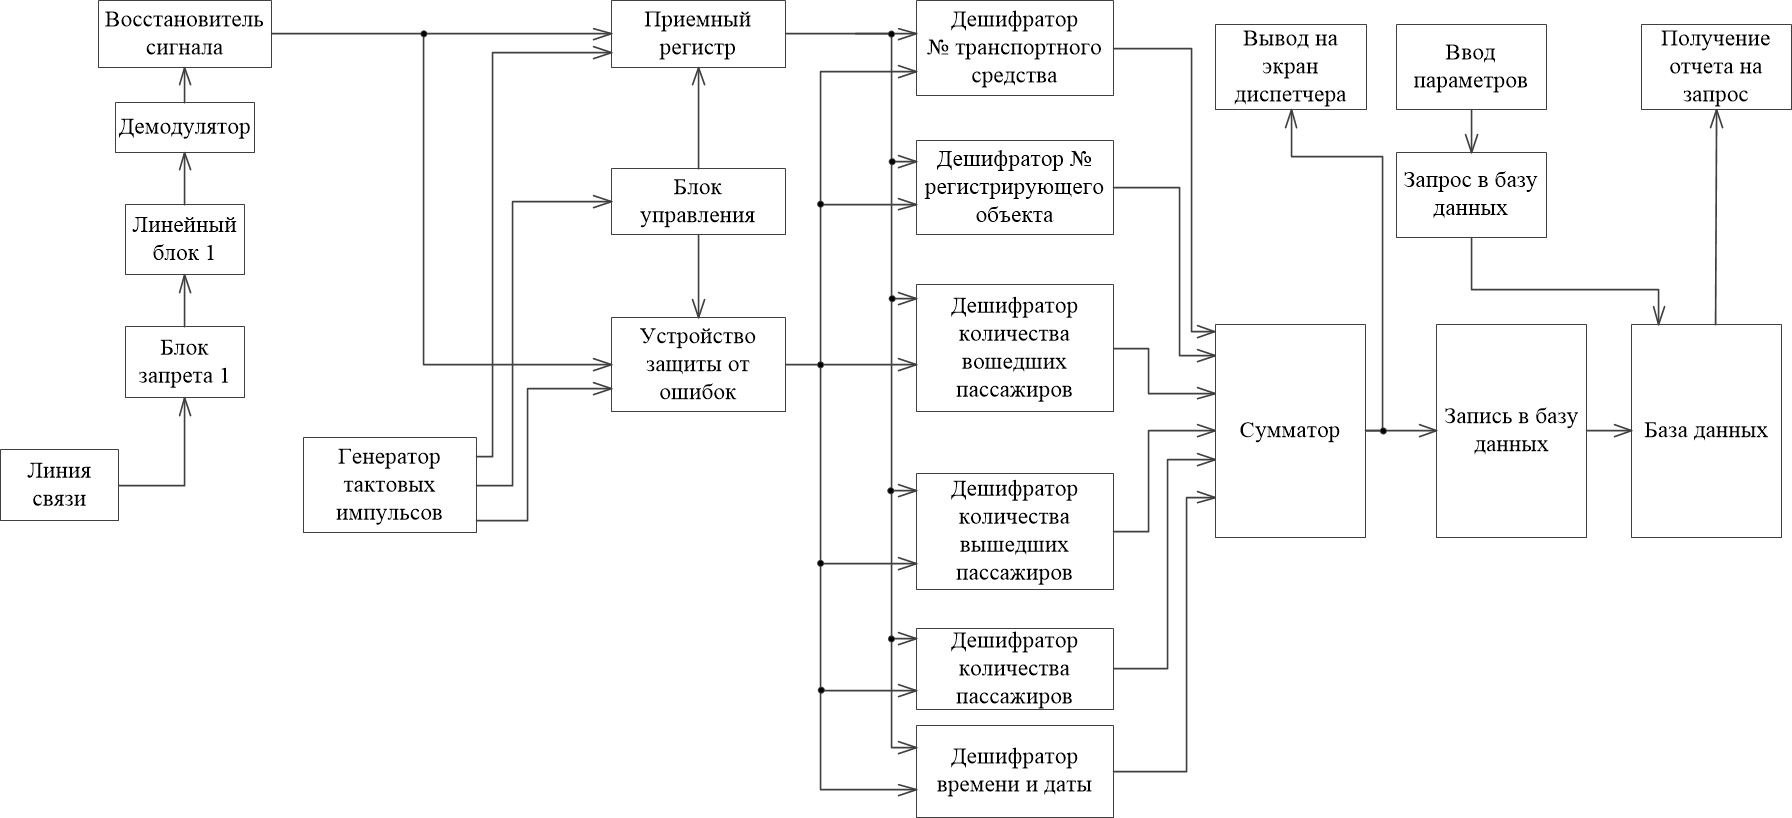 Восстановитель
сигнала
Демодулятор
Линейный
блок 1
Блок
запрета 1
Линия
связи
Генератор
тактовых
импульсов
Приемный
регистр
Блок
управления
Устройство
защиты от
ошибок
Дешифратор
№ транспортного
средства
Дешифратор №
регистрирующего
объекта
Дешифратор
количества
вошедших
пассажиров
Дешифратор
количества
вышедших
пассажиров
Дешифратор
количества
пассажиров
Дешифратор
времени и даты
Сумматор
Вывод на
экран
диспетчера
Ввод
параметров
Запрос в базу
данных
Запись в базу
данных
База данных
Получение
отчета на
запрос